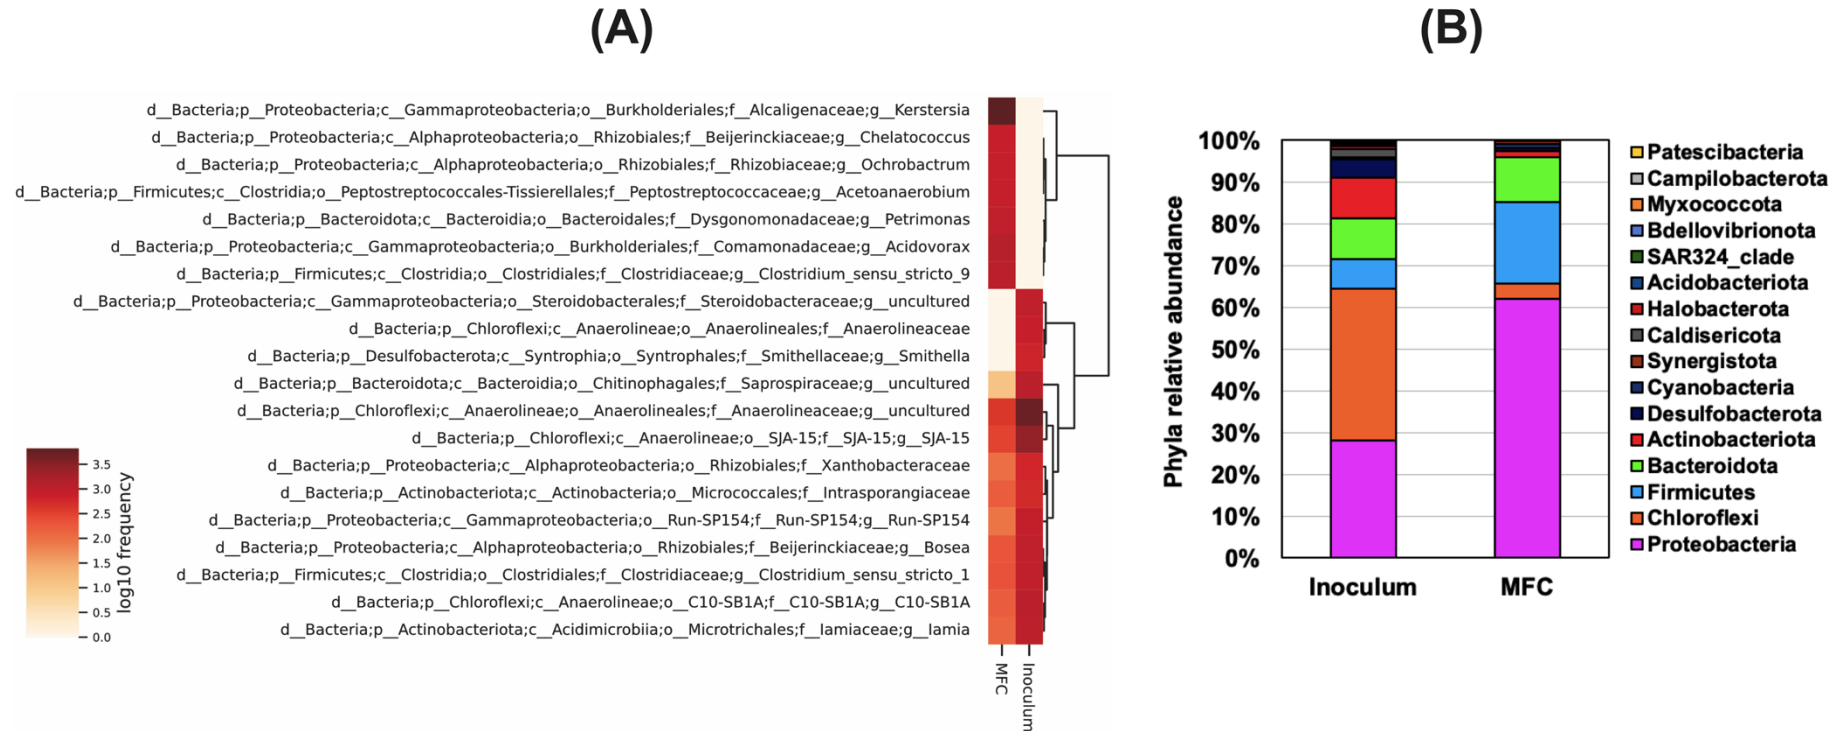 (A)
d__Bacteria;p__Proteobacteria;c__Gammaproteobacteria;o__Burkholderiales;f__Alcaligenaceae;g__Kerstersia
d__Bacteria;p__Proteobacteria;c__Alphaproteobacteria;o__Rhizobiales;f__Beijerinckiaceae;g__Chelatococcus
d__Bacteria;p__Proteobacteria;c__Alphaproteobacteria;o__Rhizobiales;f__Rhizobiaceae;g__Ochrobactrum
d__Bacteria;p__Firmicutes;c__Clostridia;o__Peptostreptococcales-Tissierellales;f__Peptostreptococcaceae;g__Acetoanaerobium
d__Bacteria;p__Bacteroidota;c__Bacteroidia;o__Bacteroidales;f__Dysgonomonadaceae;g__Petrimonas
d__Bacteria;p__Proteobacteria;c__Gammaproteobacteria;o__Burkholderiales;f__Comamonadaceae;g__Acidovorax
d__Bacteria;p__Firmicutes;c__Clostridia;o__Clostridiales;f__Clostridiaceae;g__Clostridium_sensu_stricto_9
d__Bacteria;p__Proteobacteria;c__Gammaproteobacteria;o__Steroidobacterales;f__Steroidobacteraceae;g__uncultured
d__Bacteria;p__Chloroflexi;c__Anaerolineae;o__Anaerolineales;f__Anaerolineaceae
d__Bacteria;p__Desulfobacterota;c__Syntrophia;o__Syntrophales;f__Smithellaceae;g__Smithella
d__Bacteria;p__Bacteroidota;c__Bacteroidia;o__Chitinophagales;f__Saprospiraceae;g__uncultured
d__Bacteria;p__Chloroflexi;c__Anaerolineae;o__Anaerolineales;f__Anaerolineaceae;g__uncultured
d__Bacteria;p__Chloroflexi;c__Anaerolineae;o__SJA-15;f__SJA-15;g__SJA-15
d__Bacteria;p__Proteobacteria;c__Alphaproteobacteria;o__Rhizobiales;f__Xanthobacteraceae
d__Bacteria;p__Actinobacteriota;c__Actinobacteria;o__Micrococcales;f__Intrasporangiaceae
d__Bacteria;p__Proteobacteria;c__Gammaproteobacteria;o__Run-SP154;f__Run-SP154;g__Run-SP154
d__Bacteria;p__Proteobacteria;c__Alphaproteobacteria;o__Rhizobiales;f__Beijerinckiaceae;g__Bosea
d__Bacteria;p__Firmicutes;c__Clostridia;o__Clostridiales;f__Clostridiaceae;g__Clostridium_sensu_stricto_1
d__Bacteria;p__Chloroflexi;c__Anaerolineae;o__C10-SB1A;f__C10-SB1A;g__C10-SB1A
d__Bacteria;p__Actinobacteriota;c__Acidimicrobiia;o__Microtrichales;f__Iamiaceae;g__Iamia
3.5
3.0
2.5
2.0
1.5
1.0
0.5
0.0
log10 frequency
MFC
Inoculum
(B)
Phyla relative abundance
100%
90%
80%
70%
60%
50%
40%
30%
20%
10%
0%
Inoculum
MFC
Patescibacteria
Campilobacterota
Myxococcota
Bdellovibrionota
SAR324_clade
Acidobacteriota
Halobacterota
Caldisericota
Synergistota
Cyanobacteria
Desulfobacterota
Actinobacteriota
Bacteroidota
Firmicutes
Chloroflexi
Proteobacteria